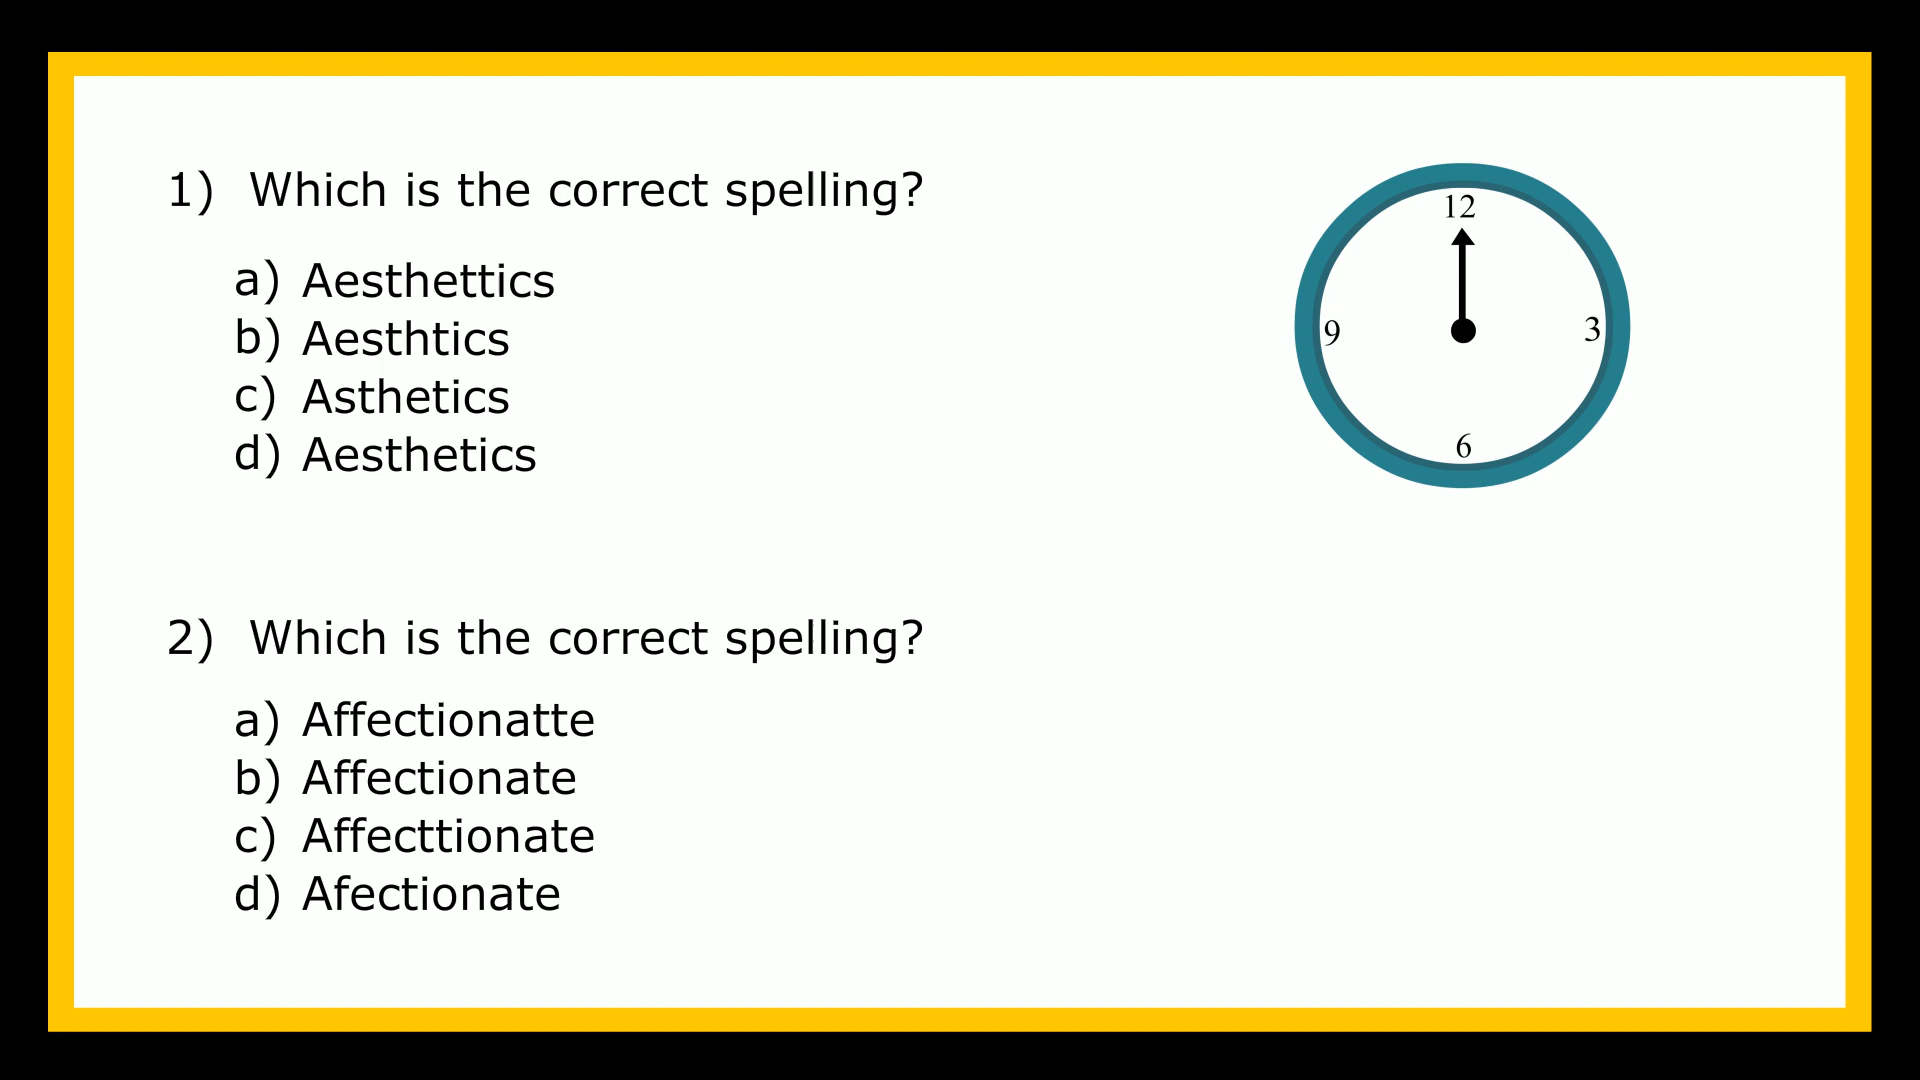 1) Which is the correct spelling?
a) Aesthettics
b) Aesthtics
c) Asthetics
d) Aesthetics
12
9
3
6
2) Which is the correct spelling?
a) Affectionatte
b) Affectionate
c) Affecttionate
d) Afectionate